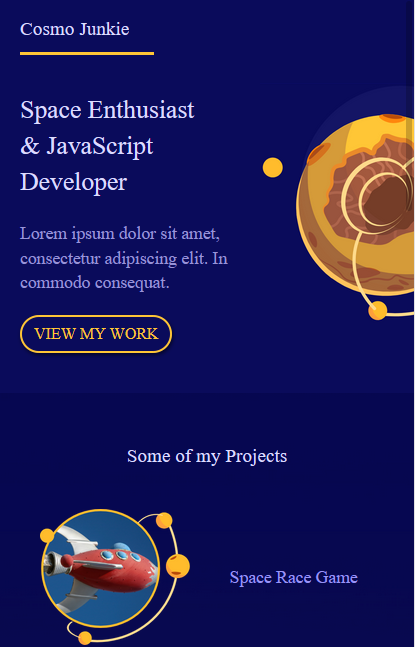 Cosmo Junkie
Space Enthusiast
& JavaScript
Developer
Lorem ipsum dolor sit amet,
consectetur adipiscing elit. In
commodo consequat.
VIEW MY WORK
Some of my Projects
Space Race Game